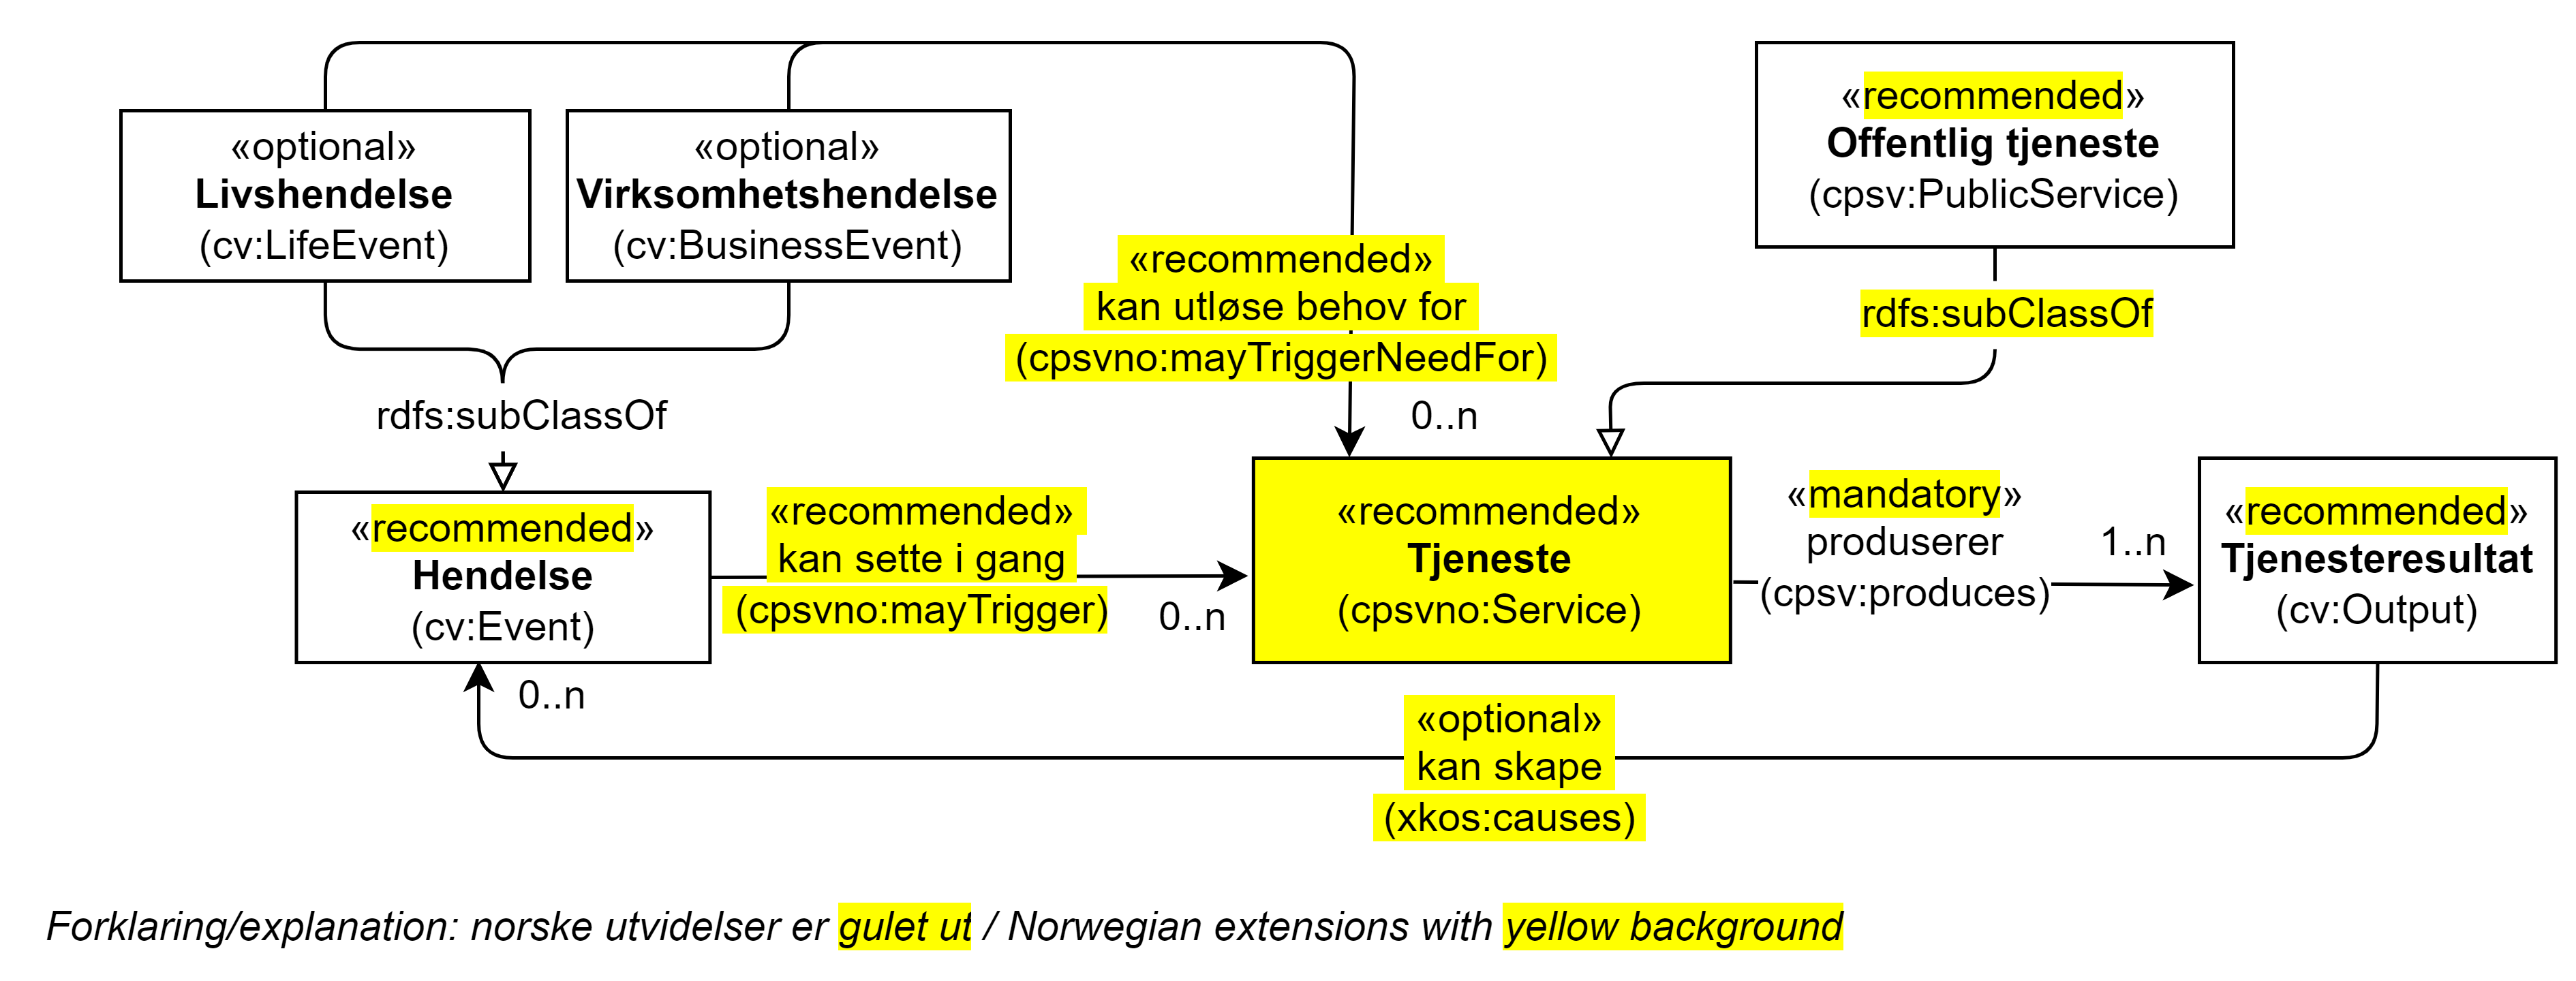 «optional»
Livshendelse
(cv:LifeEvent)
«optional»
Virksomhetshendelse
(cv:BusinessEvent)
«recommended»
Offentlig tjeneste
(cpsv:PublicService)
«recommended»
kan utløse behov for
(cpsvno:mayTriggerNeedFor)
0..n
rdfs:subClassOf
rdfs:subClassOf
«recommended»
Hendelse
(cv:Event)
0..n
«recommended»
kan sette i gang
(cpsvno:mayTrigger)
0..n
«recommended»
Tjeneste
(cpsvno:Service)
«mandatory»
produserer
(cpsv:produces)
1..n
«recommended»
Tjenesteresultat
(cv:Output)
«optional»
kan skape
(xkos:causes)
Forklaring/explanation: norske utvidelser er gulet ut / Norwegian extensions with yellow background